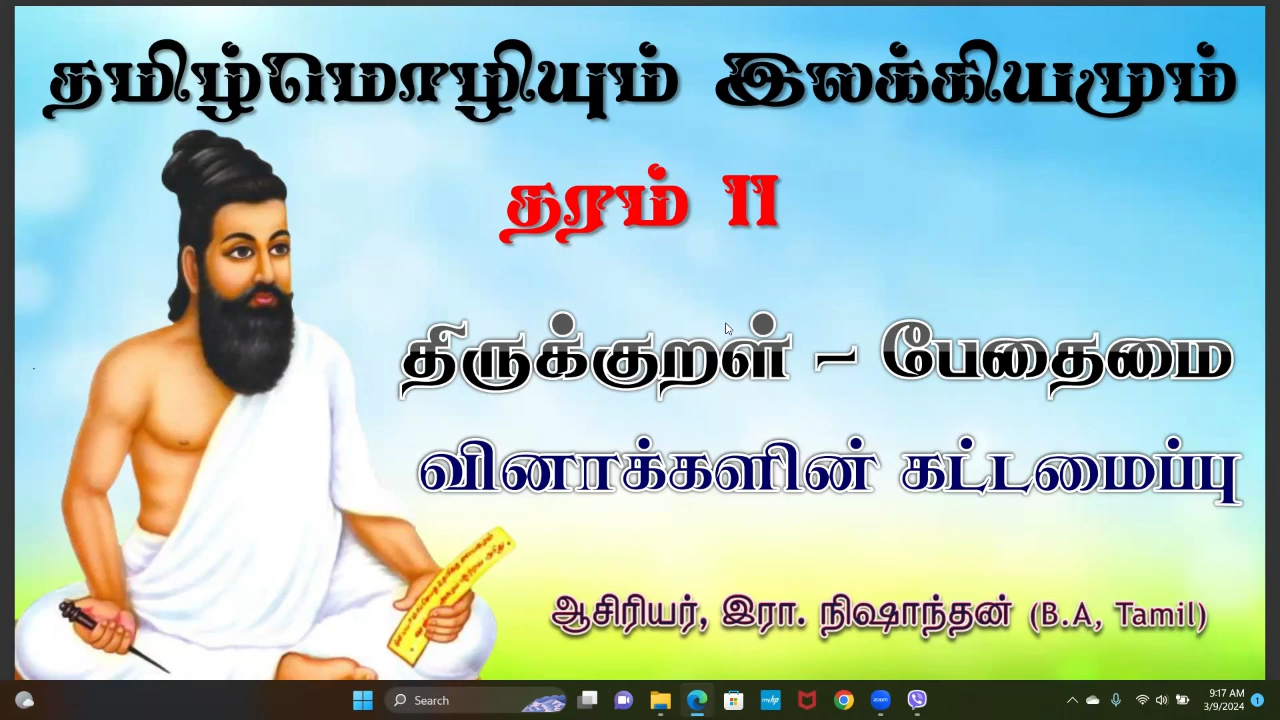 தமிழ்மொழியும் இலக்கியமும்
தரம் 11
திருக்குறள் – பேதைமை
வினாக்களின் கட்டமைப்பு
ஆசிரியர், இரா. நிஷாந்தன் (B.A, Tamil)
Search
9:17 AM
3/9/2024